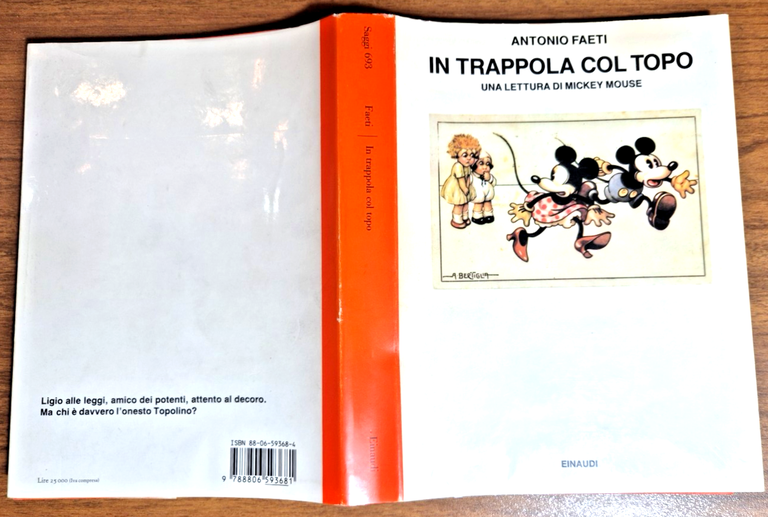 Ligio alle leggi, amico dei potenti, attento al decoro.
Ma chi è davvero l'onesto Topolino?
Lire 25 000 (Iva compresa)
ISBN 88-06-59368-4
9 788806 593681
Saggi 693
Faeti
In trappola col topo
Einaudi
ANTONIO FAETI
IN TRAPPOLA COL TOPO
UNA LETTURA DI MICKEY MOUSE
A BERTIGLIA
EINAUDI